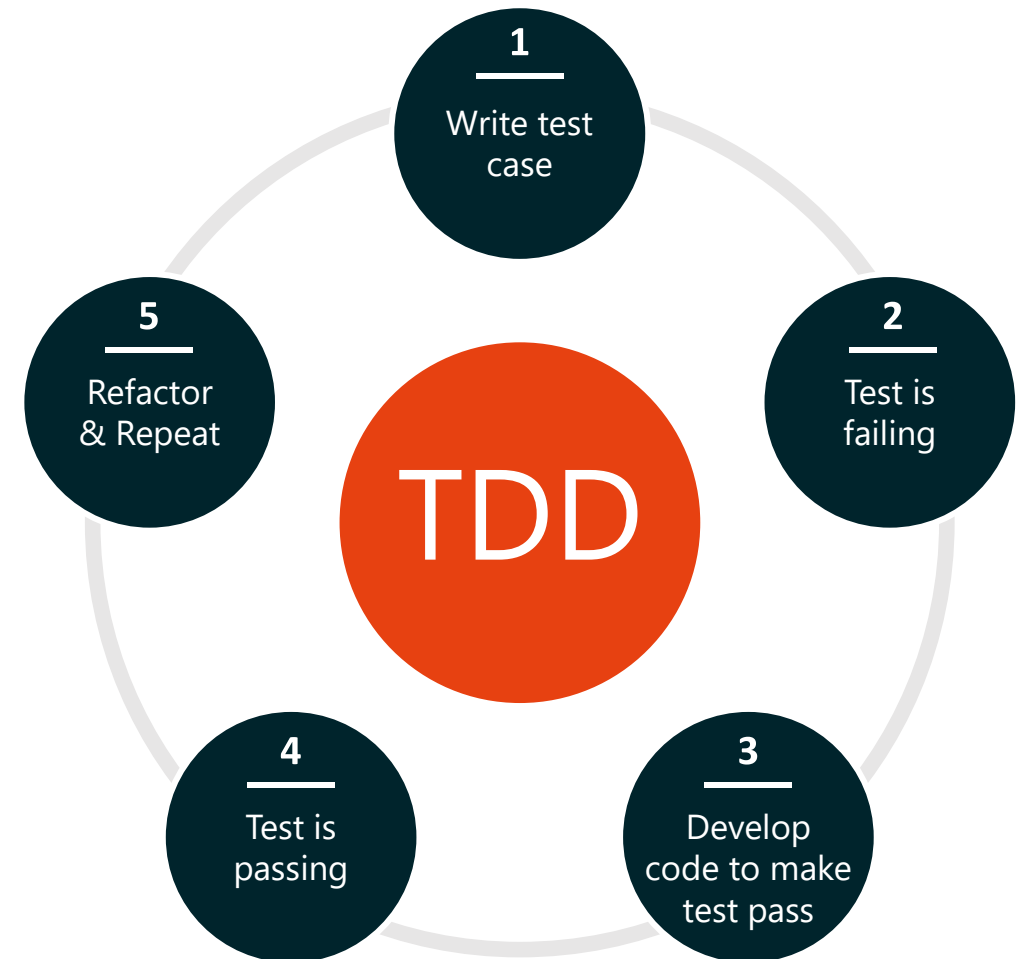 1
Write test
case
2
Test is
failing
3
Develop
code to make
test pass
4
Test is
passing
5
Refactor
& Repeat
TDD